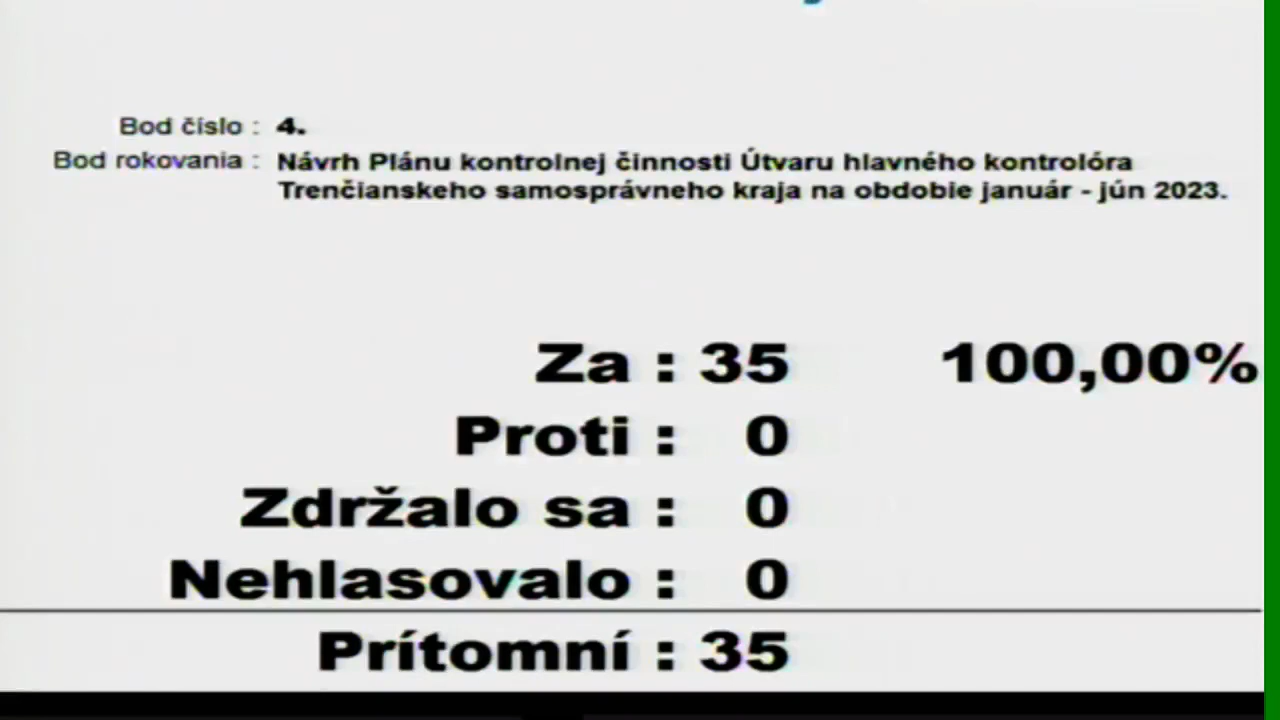 Bod číslo : 4.
Bod rokovania : Návrh Plánu kontrolnej činnosti Útvaru hlavného kontrolóra
Trenčianskeho samosprávneho kraja na obdobie január - jún 2023.
Za : 35 100,00%
Proti : 0
Zdržalo sa : 0
Nehlasovalo : 0
Prítomní : 35